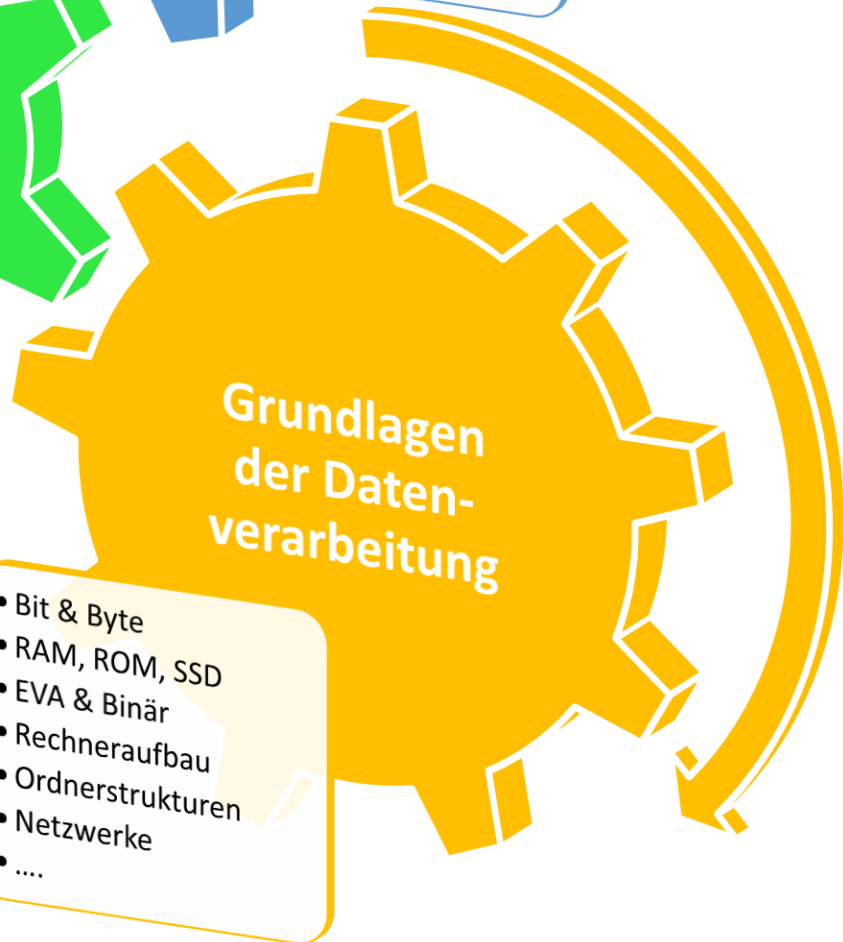 Grundlagen
der Daten-
verarbeitung
• Bit & Byte
• RAM, ROM, SSD
• EVA & Binär
• Rechneraufbau
• Ordnerstrukturen
• Netzwerke
• ....